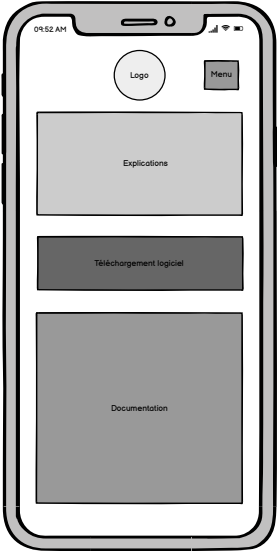 09:52 AM
Logo
Menu
Explications
Téléchargement logiciel
Documentation